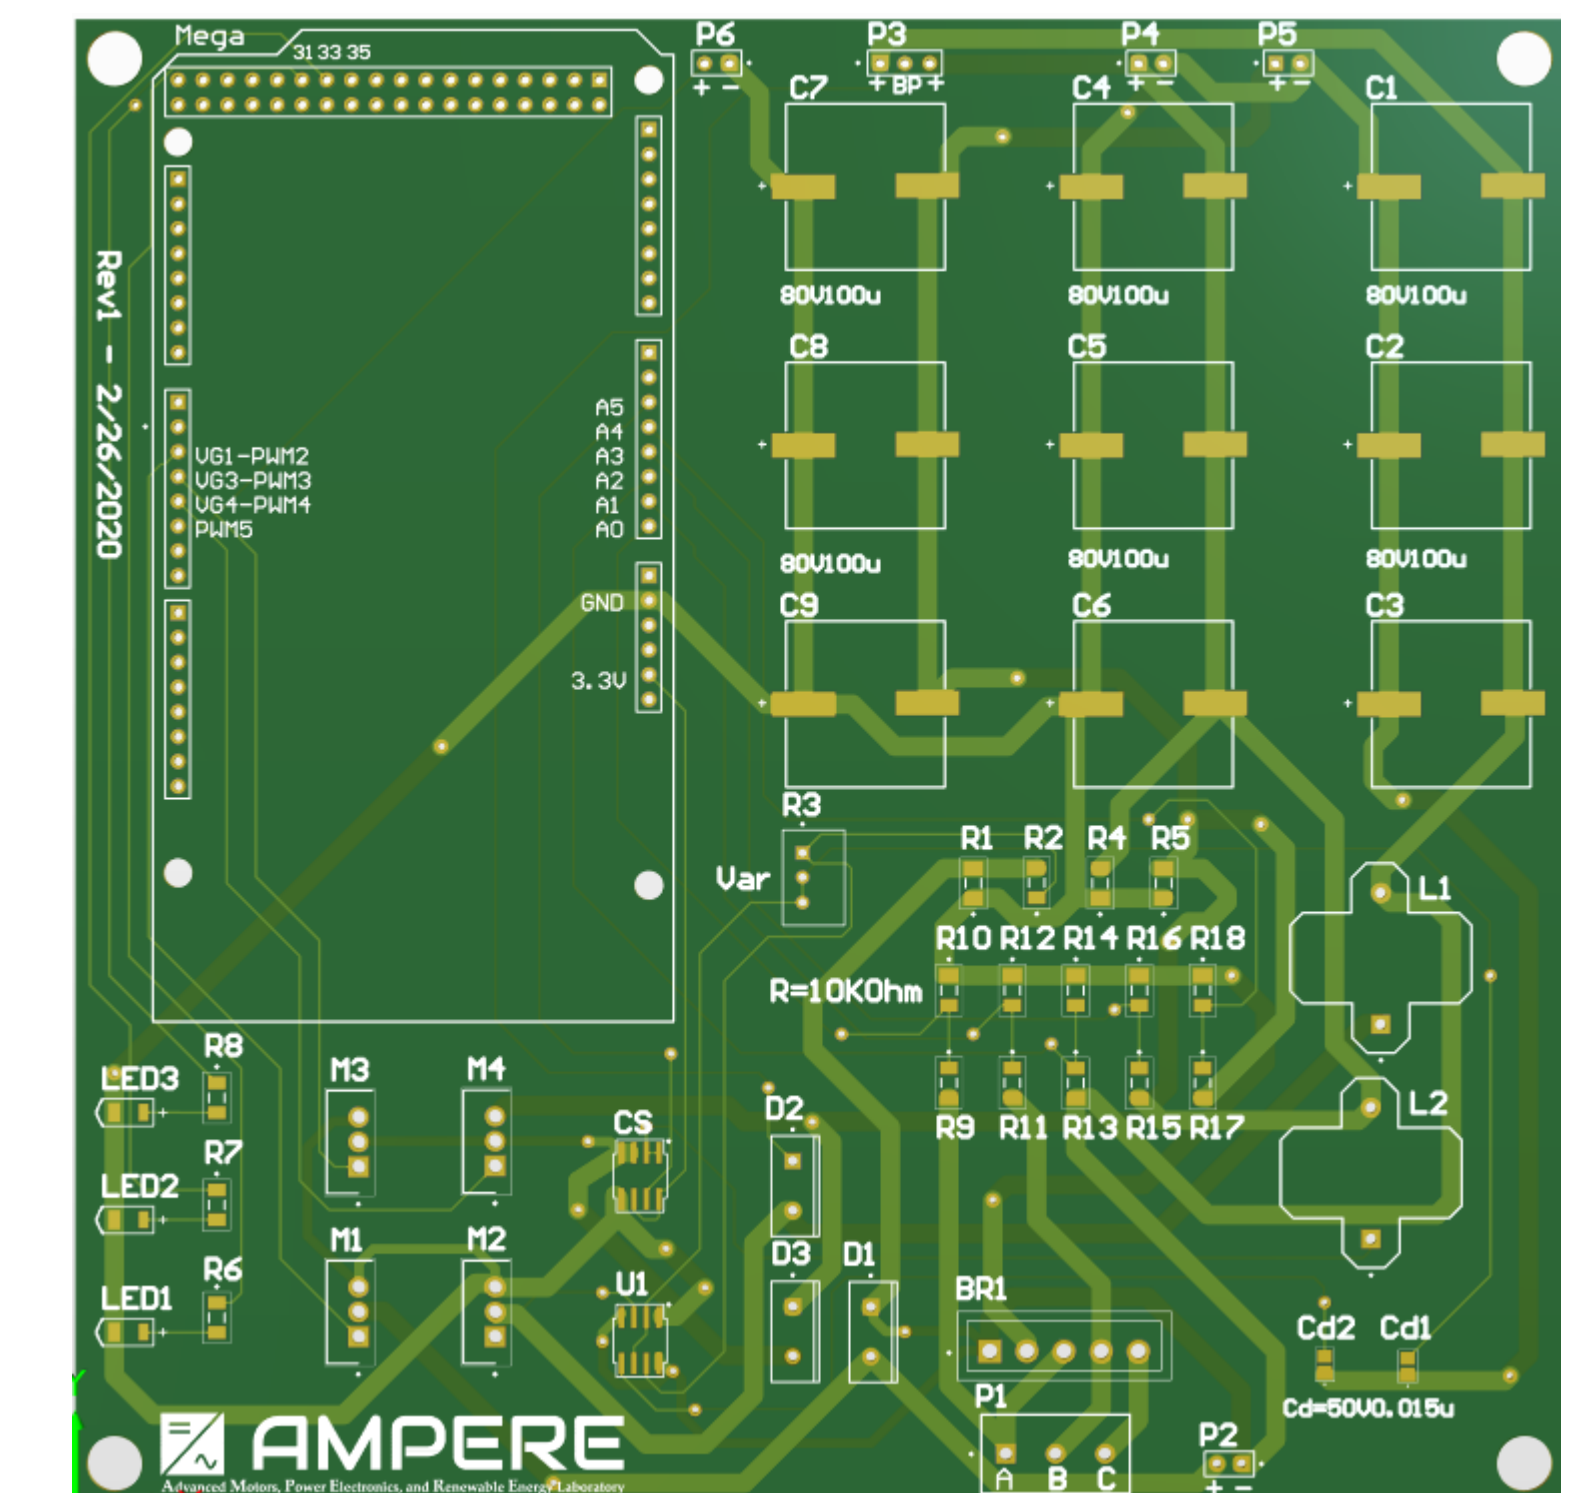 Mega
31 33 35
P6
+ -
P3
+ BP +
P4
+ -
P5
+ -
C7
C4
C1
+
+
+
80V100u
80V100u
80V100u
Rev1 - 2/26/2020
C8
C5
C2
+
+
+
80V100u
80V100u
80V100u
A5
A4
A3
A2
A1
A0
VG1-PWM2
VG3-PWM3
VG4-PWM4
PWM5
GND
3.3V
C9
C6
C3
+
+
+
R3
Var
R1
R2
R4
R5
L1
R10
R12
R14
R16
R18
R=10KOhm
R9
R11
R13
R15
R17
L2
R8
LED3
+
M3
M4
CS
D2
R7
LED2
+
M1
M2
D3
D1
R6
LED1
+
U1
BR1
Cd2
Cd1
Cd=50V0.015u
P1
A B C
P2
+ -
Y
AMPERE
Advanced Motors, Power Electronics, and Renewable Energy Laboratory